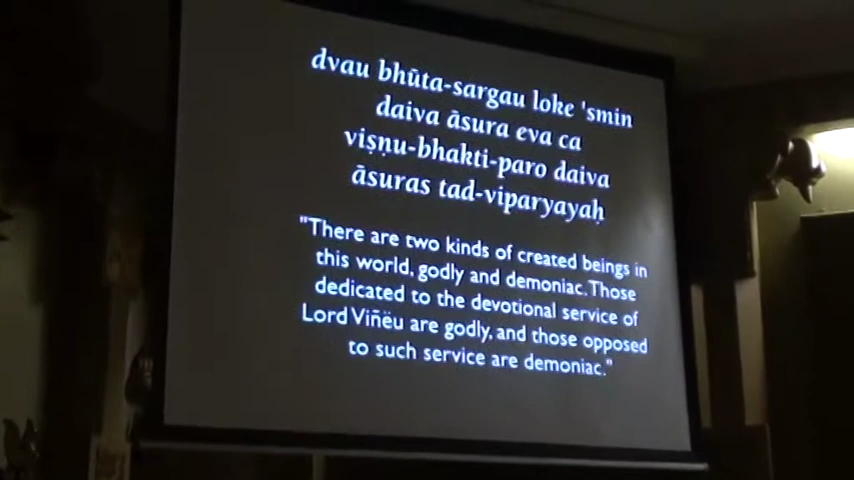 dvau bhūta-sargau loke 'smin
daiva āsura eva ca
viṣṇu-bhakti-paro daiva
āsuras tad-viparyayaḥ
"There are two kinds of created beings in
this world, godly and demoniac. Those
dedicated to the devotional service of
Lord Viñëu are godly, and those opposed
to such service are demoniac."